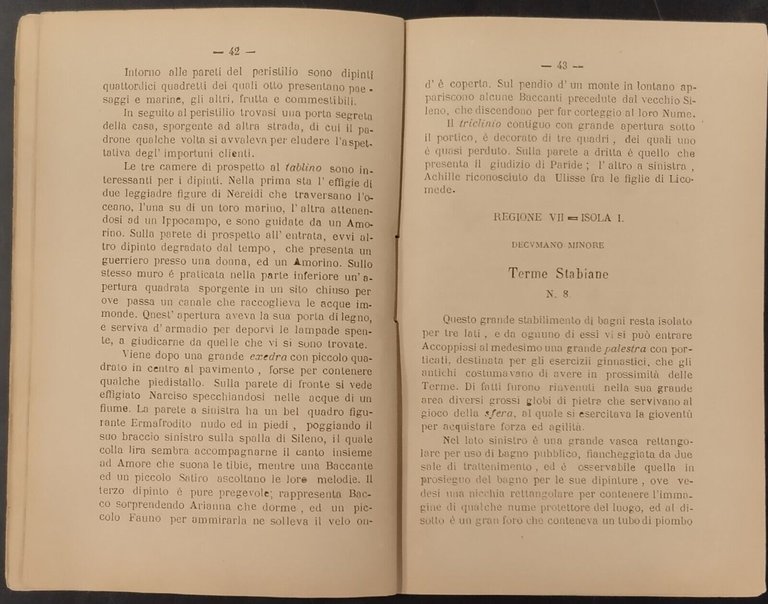 — 42 —
Intorno alle pareti del peristilio sono dipinti
quattordici quadretti dei quali otto presentano pae-
saggi e marine, gli altri, frutta e commestibili.
In seguito al peristilio trovasi una porta segreta
della casa, sporgente ad altra strada, di cui il pa-
drone qualche volta si avvaleva per eludere l'aspet-
tativa degl' importuni clienti.
Le tre camere di prospetto al tablino sono in-
teressanti per i dipinti. Nella prima sta l' effigie di
due leggiadre figure di Nereidi che traversano l'o-
ceano, l'una su di un toro marino, l'altra attenen-
dosi ad un Ippocampo, e sono guidate da un Amo-
rino. Sulla parete di prospetto all' entrata, evvi al-
tro dipinto degradato dal tempo, che presenta un
guerriero presso una donna, ed un Amorino. Sullo
stesso muro é praticata nella parte inferiore un'a-
pertura quadrata sporgente in un sito chiuso per
ove passa un canale che raccoglieva le acque im-
monde. Quest' apertura aveva la sua porta di legno,
e serviva d' armadio per deporvi le lampade spen-
te, a giudicarne da quelle che vi si sono trovate.
Viene dopo una grande exedra con piccolo qua-
drato in centro al pavimento , forse per contenere
qualche piedistallo. Sulla parete di fronte si vede
effigiato Narciso specchiandosi nelle acque di un
fiume. La parete a sinistra ha un bel quadro figu-
rante Ermafrodito nudo ed in piedi , poggiando il
suo braccio sinistro sulla spalla di Sileno, il quale
colla lira sembra accompagnarne il canto insieme
ad Amore che suona le tibie, mentre una Baccante
ed un piccolo Satiro ascoltano le lore melodie. Il
terzo dipinto é pure pregevole; rappresenta Bac-
co sorprendendo Arianna che dorme , ed un pic-
colo Fauno per ammirarla ne solleva il velo on-
— 43 —
d' é coperta. Sul pendio d' un monte in lontano ap-
pariscono alcune Baccanti precedute dal vecchio Si-
leno, che discendono per far corteggio al loro Nume.
Il triclinio contiguo con grande apertura sotto
il portico, é decorato di tre quadri , dei quali uno
é quasi perduto. Sulla parete a dritta é quello che
presenta il giudizio di Paride ; l' altro a sinistra ,
Achille riconosciuto da Ulisse fra le figlie di Lico-
mede.
REGIONE VII = ISOLA I.
DECVMANO MINORE
Terme Stabiane
N. 8.
Questo grande stabilimento di bagni resta isolato
per tre lati , e da ognuno di essi vi si può entrare
Accoppiasi al medesimo una grande palestra con por-
ticati, destinata per gli esercizii ginnastici, che gli
antichi costumavano di avere in prossimità delle
Terme. Di fatti furono rinvenuti nella sua grande
area diversi grossi globi di pietra che servivano al
gioco della sfera, al quale si esercitava la gioventù
per acquistare forza ed agilità.
Nel lato sinistro é una grande vasca rettango-
lare per uso di bagno pubblico, fiancheggiata da due
sale di trattenimento , ed é osservabile quella in
prosieguo del bagno per le sue dipinture , ove ve-
desi una nicchia rettangolare per contenere l'imma-
gine di qualche nume protettore del luogo, ed al di-
sotto é un gran foro che conteneva un tubo di piombo